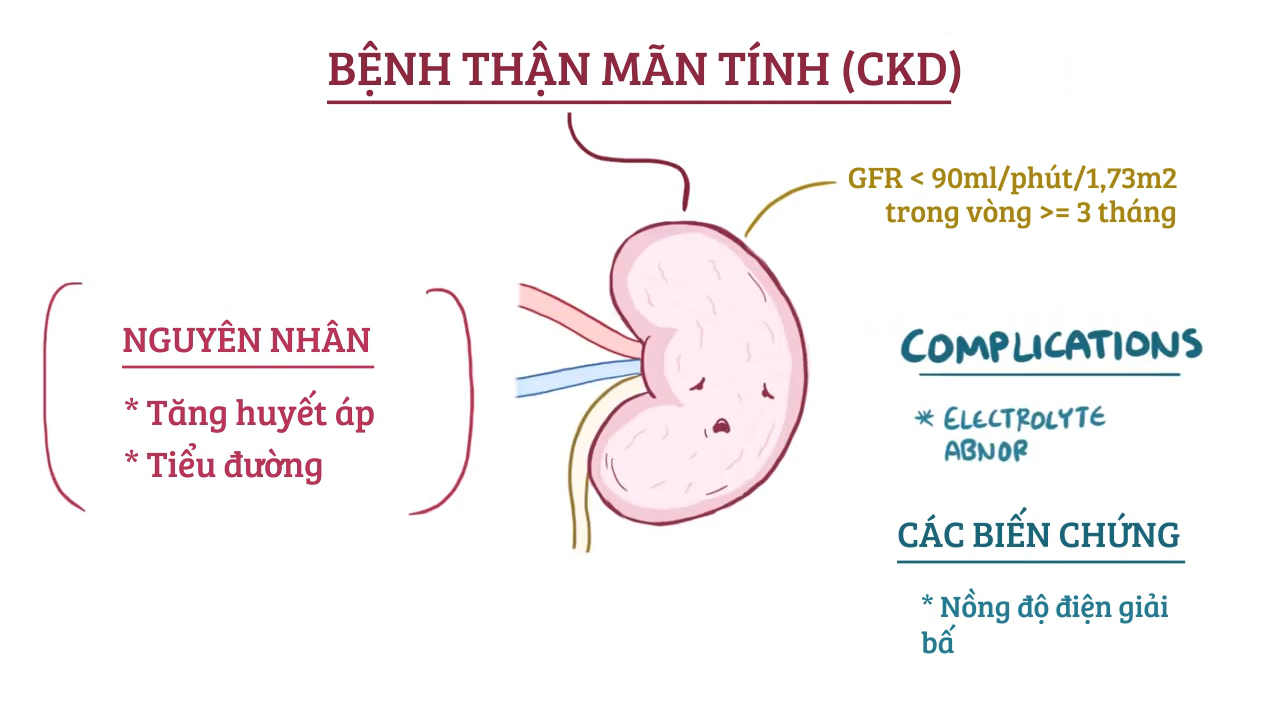 BỆNH THẬN MÃN TÍNH (CKD)
GFR < 90ml/phút/1,73m2
trong vòng >= 3 tháng
NGUYÊN NHÂN
* Tăng huyết áp
* Tiểu đường
COMPLICATIONS
* ELECTROLYTE
ABNOR
CÁC BIẾN CHỨNG
* Nồng độ điện giải
bấ